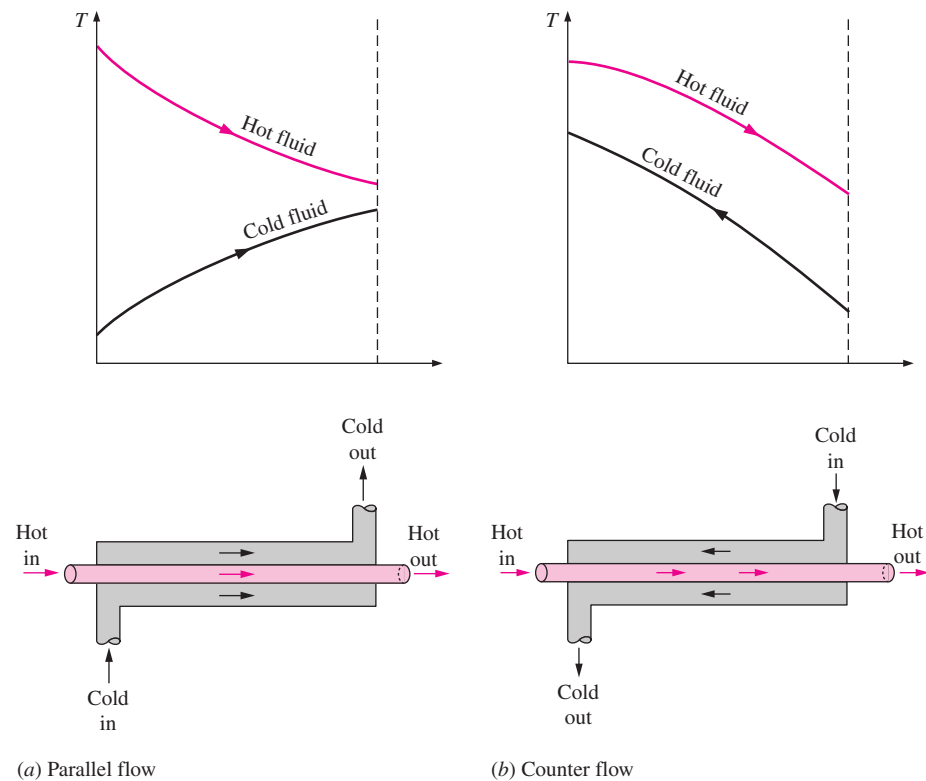 T
Hot fluid
Cold fluid
T
Hot fluid
Cold fluid
Cold
out
Hot
in
Hot
out
Cold
in
Cold
in
Hot
in
Hot
out
Cold
out
(a) Parallel flow
(b) Counter flow